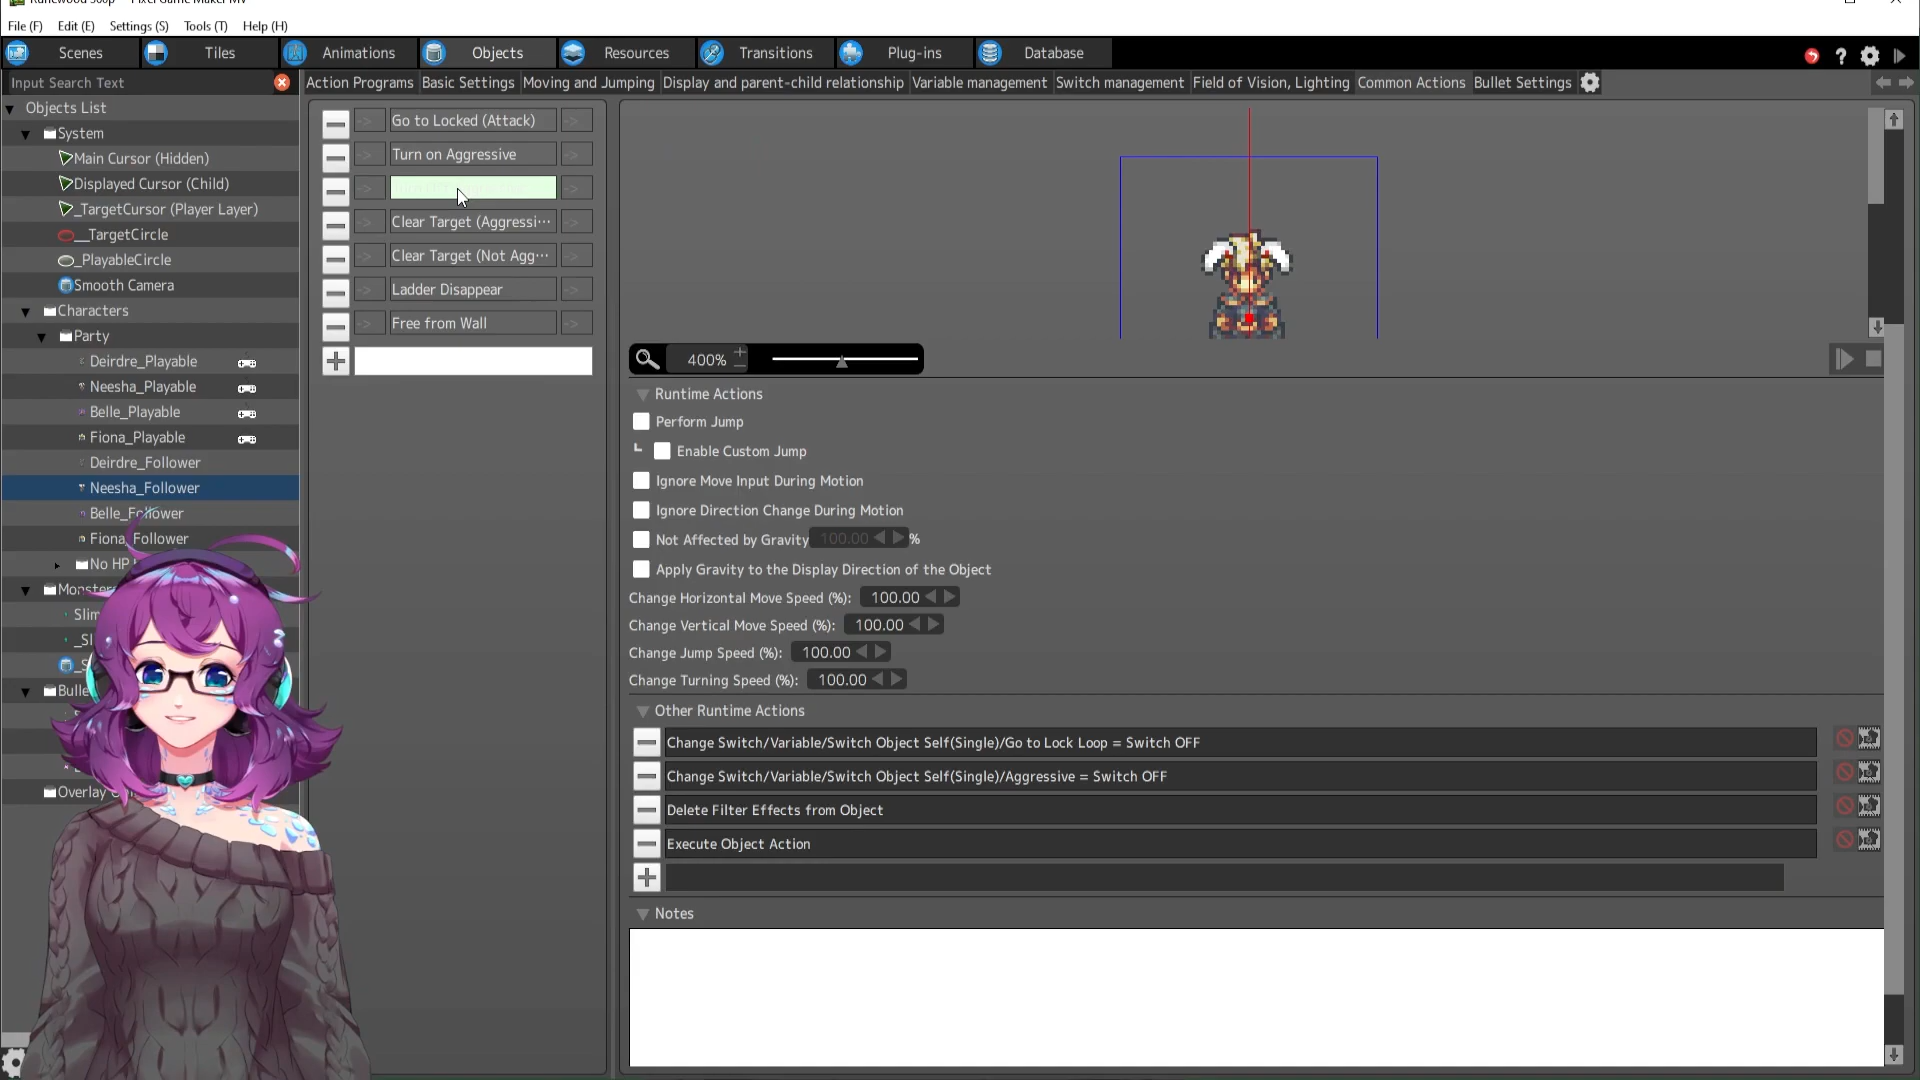 File (F) Edit (E) Settings (S) Tools (T) Help (H)
Scenes Tiles Animations Objects Resources Transitions Plug-ins Database
Input Search Text
Action Programs Basic Settings Moving and Jumping Display and parent-child relationship Variable management Switch management Field of Vision, Lighting Common Actions Bullet Settings
Objects List
System
Main Cursor (Hidden)
Displayed Cursor (Child)
_TargetCursor (Player Layer)
__TargetCircle
_PlayableCircle
Smooth Camera
Characters
Party
Deirdre_Playable
Neesha_Playable
Belle_Playable
Fiona_Playable
Deirdre_Follower
Neesha_Follower
Belle_Follower
Fiona_Follower
No HP
Monster
Slim
_Sl
_S
Bulle
Overlay
-> Go to Locked (Attack) ->
-> Turn on Aggressive ->
-> ->
-> Clear Target (Aggressi··· ->
-> Clear Target (Not Agg··· ->
-> Ladder Disappear ->
-> Free from Wall ->
400%
Runtime Actions
Perform Jump
Enable Custom Jump
Ignore Move Input During Motion
Ignore Direction Change During Motion
Not Affected by Gravity 100.00 %
Apply Gravity to the Display Direction of the Object
Change Horizontal Move Speed (%): 100.00
Change Vertical Move Speed (%): 100.00
Change Jump Speed (%): 100.00
Change Turning Speed (%): 100.00
Other Runtime Actions
Change Switch/Variable/Switch Object Self(Single)/Go to Lock Loop = Switch OFF
Change Switch/Variable/Switch Object Self(Single)/Aggressive = Switch OFF
Delete Filter Effects from Object
Execute Object Action
Notes